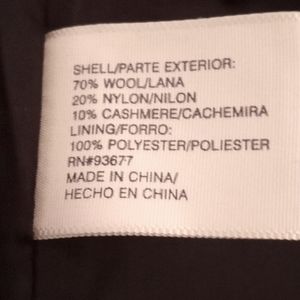 SHELL/PARTE EXTERIOR:
70% WOOL/LANA
20% NYLON/NILON
10% CASHMERE/CACHEMIRA
LINING/FORRO:
100% POLYESTER/POLIESTER
RN#93677
MADE IN CHINA/
HECHO EN CHINA